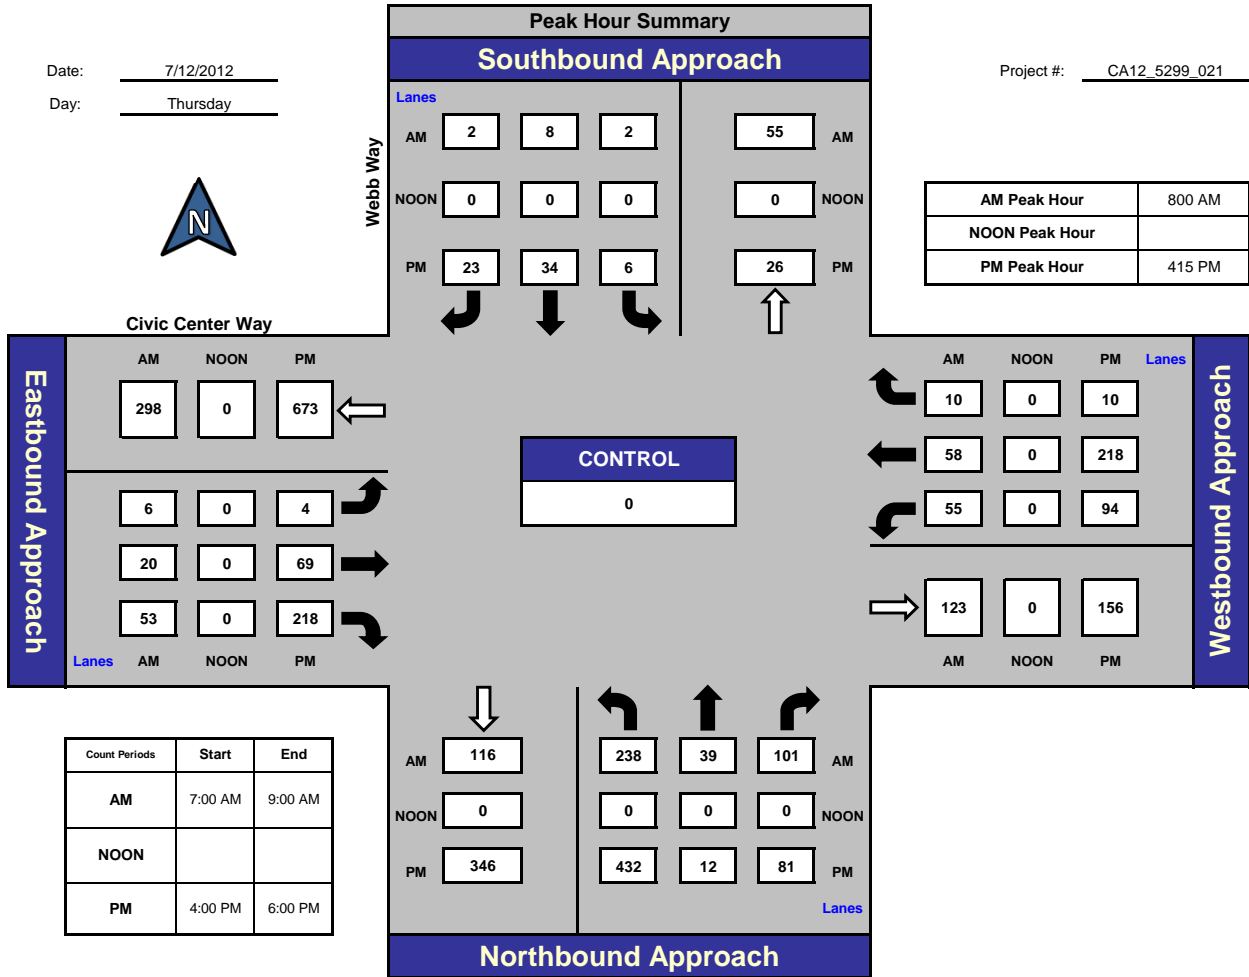 Peak Hour Summary
Southbound Approach
Date: 7/12/2012
Day: Thursday
Project #: CA12_5299_021
N
Webb Way
Lanes
AM 2 8 2 55 AM
NOON 0 0 0 0 NOON
PM 23 34 6 26 PM
AM Peak Hour 800 AM
NOON Peak Hour
PM Peak Hour 415 PM
Civic Center Way
Eastbound Approach
AM NOON PM
298 0 673
6 0 4
20 0 69
53 0 218
Lanes AM NOON PM
CONTROL
0
AM NOON PM Lanes
10 0 10
58 0 218
55 0 94
123 0 156
AM NOON PM
Westbound Approach
Count Periods Start End
AM 7:00 AM 9:00 AM
NOON
PM 4:00 PM 6:00 PM
AM 116 238 39 101 AM
NOON 0 0 0 0 NOON
PM 346 432 12 81 PM
Lanes
Northbound Approach